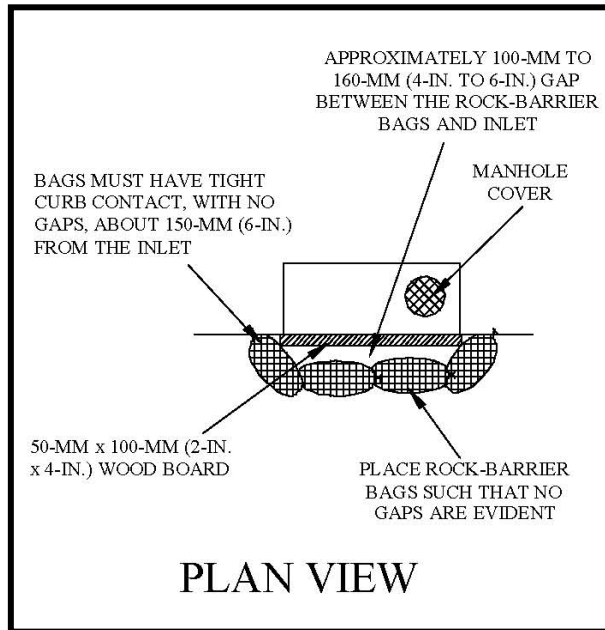 APPROXIMATELY 100-MM TO
160-MM (4-IN. TO 6-IN.) GAP
BETWEEN THE ROCK-BARRIER
BAGS AND INLET
MANHOLE
COVER
BAGS MUST HAVE TIGHT
CURB CONTACT, WITH NO
GAPS, ABOUT 150-MM (6-IN.)
FROM THE INLET
50-MM x 100-MM (2-IN.
x 4-IN.) WOOD BOARD
PLACE ROCK-BARRIER
BAGS SUCH THAT NO
GAPS ARE EVIDENT
PLAN VIEW